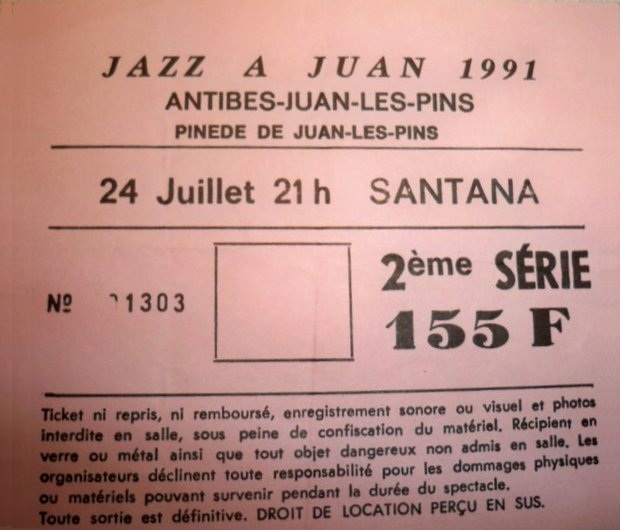 JAZZ A JUAN 1991
ANTIBES-JUAN-LES-PINS
PINEDE DE JUAN-LES-PINS
24 Juillet 21 h SANTANA
2ème SÉRIE
Nº 1303
155 F
Ticket ni repris, ni remboursé, enregistrement sonore ou visuel et photos
interdite en salle, sous peine de confiscation du matériel. Récipient en
verre ou métal ainsi que tout objet dangereux non admis en salle. Les
organisateurs déclinent toute responsabilité pour les dommages physiques
ou matériels pouvant survenir pendant la durée du spectacle.
Toute sortie est définitive. DROIT DE LOCATION PERÇU EN SUS.